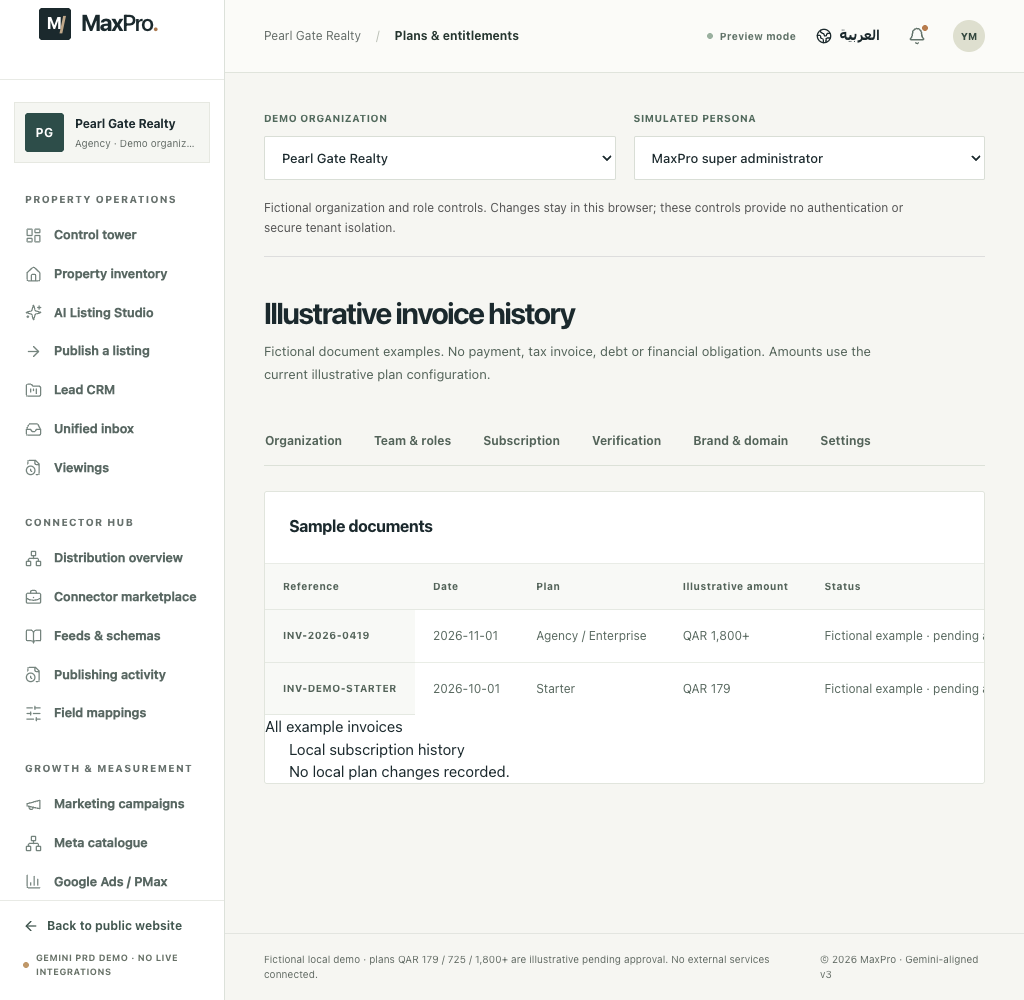 M/ MaxPro.
PG
Pearl Gate Realty
Agency · Demo organiz...
PROPERTY OPERATIONS
Control tower
Property inventory
AI Listing Studio
Publish a listing
Lead CRM
Unified inbox
Viewings
CONNECTOR HUB
Distribution overview
Connector marketplace
Feeds & schemas
Publishing activity
Field mappings
GROWTH & MEASUREMENT
Marketing campaigns
Meta catalogue
Google Ads / PMax
Back to public website
GEMINI PRD DEMO · NO LIVE
INTEGRATIONS
Pearl Gate Realty / Plans & entitlements
Preview mode
العربية
YM
DEMO ORGANIZATION
Pearl Gate Realty
SIMULATED PERSONA
MaxPro super administrator
Fictional organization and role controls. Changes stay in this browser; these controls provide no authentication or
secure tenant isolation.
Illustrative invoice history
Fictional document examples. No payment, tax invoice, debt or financial obligation. Amounts use the
current illustrative plan configuration.
Organization Team & roles Subscription Verification Brand & domain Settings
Sample documents
Reference Date Plan Illustrative amount Status
INV-2026-0419 2026-11-01 Agency / Enterprise QAR 1,800+ Fictional example · pending
INV-DEMO-STARTER 2026-10-01 Starter QAR 179 Fictional example · pending
All example invoices
Local subscription history
No local plan changes recorded.
Fictional local demo · plans QAR 179 / 725 / 1,800+ are illustrative pending approval. No external services
connected.
© 2026 MaxPro · Gemini-aligned
v3